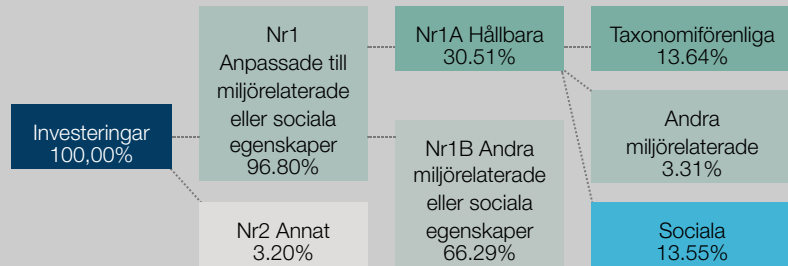 Investeringar
100,00%
Nr1
Anpassade till
miljörelaterade
eller sociala
egenskaper
96.80%
Nr2 Annat
3.20%
Nr1A Hållbara
30.51%
Nr1B Andra
miljörelaterade
eller sociala
egenskaper
66.29%
Taxonomiförenliga
13.64%
Andra
miljörelaterade
3.31%
Sociala
13.55%